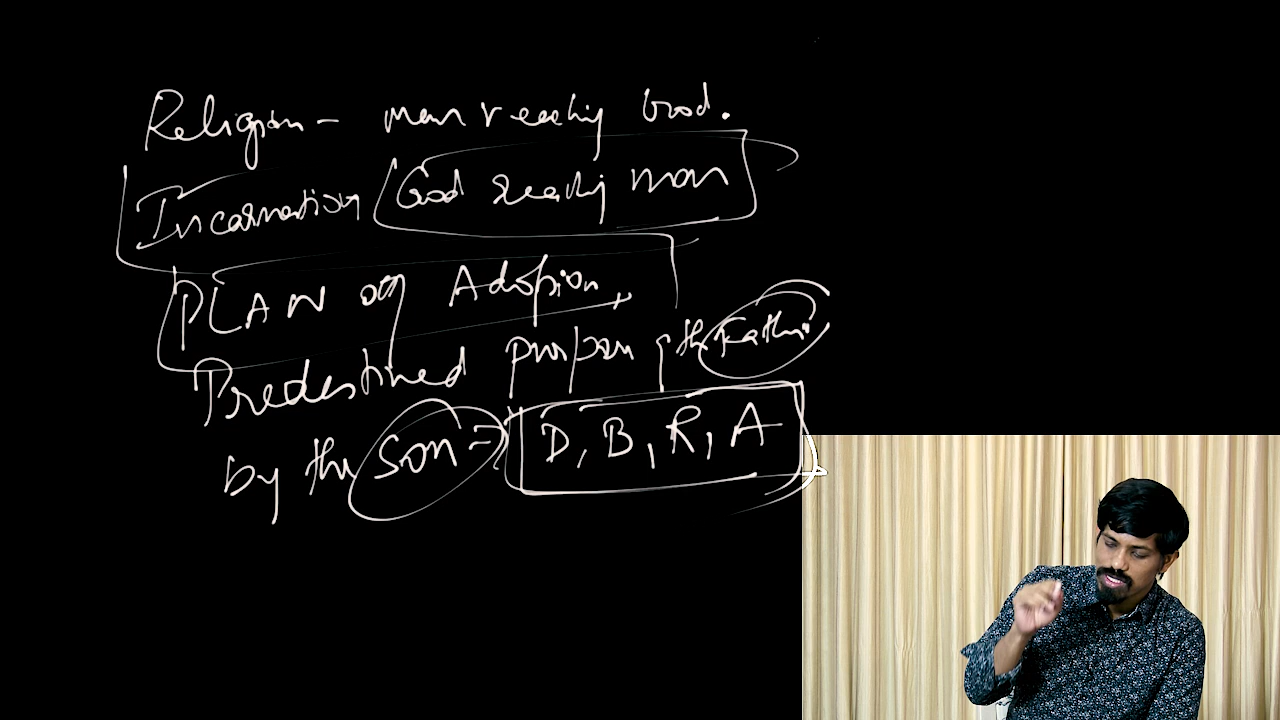 Religion - man reaching God.
Incarnation God reaching man
PLAN of Adoption
Predestined purpose of the Father
by the Son = D, B, R, A